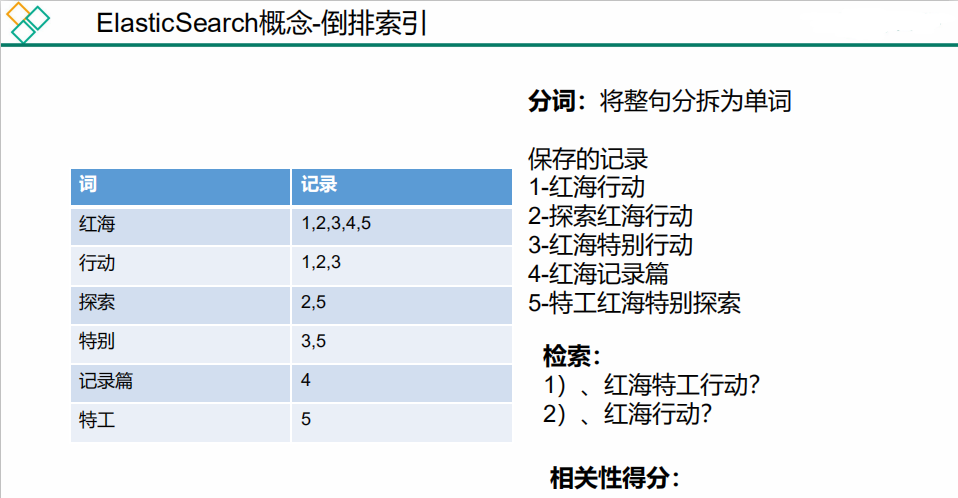 ElasticSearch概念-倒排索引
分词：将整句分拆为单词
保存的记录
1-红海行动
2-探索红海行动
3-红海特别行动
4-红海记录篇
5-特工红海特别探索
检索：
1）、红海特工行动？
2）、红海行动？
相关性得分：
词 记录
红海 1,2,3,4,5
行动 1,2,3
探索 2,5
特别 3,5
记录篇 4
特工 5